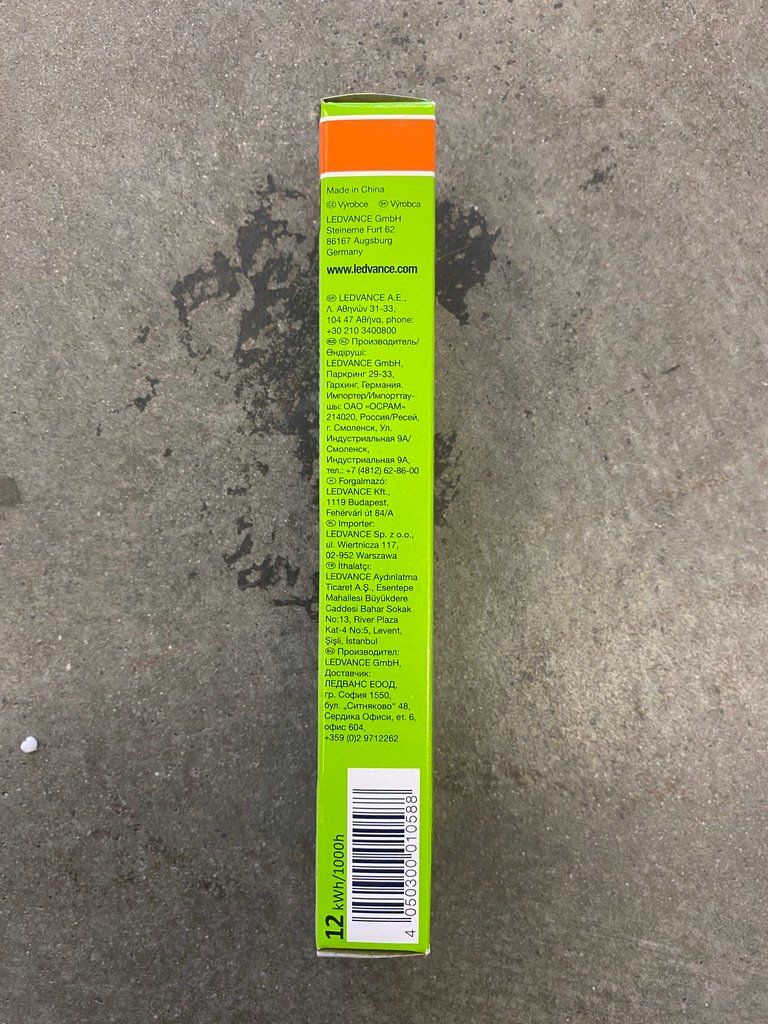 Made in China
CZ Výrobce SK Výrobca
LEDVANCE GmbH
Steinerne Furt 62
86167 Augsburg
Germany
www.ledvance.com
GR LEDVANCE A.E.,
Λ. Αθηνών 31-33,
104 47 Αθήνα, phone:
+30 210 3400800
RUS KZ Производитель/
Өндіруші:
LEDVANCE GmbH,
Паркринг 29-33,
Гархинг, Германия.
Импортер/Импорттау-
шы: ОАО «ОСРАМ»
214020, Россия/Ресей,
г. Смоленск, Ул.
Индустриальная 9А/
Смоленск,
Индустриальная 9А,
тел.: +7 (4812) 62-86-00
H Forgalmazó:
LEDVANCE Kft.,
1119 Budapest,
Fehérvári út 84/A
PL Importer:
LEDVANCE Sp. z o.o.,
ul. Wiertnicza 117,
02-952 Warszawa
TR İthalatçı:
LEDVANCE Aydınlatma
Ticaret A.Ş., Esentepe
Mahallesi Büyükdere
Caddesi Bahar Sokak
No:13, River Plaza
Kat-4 No:5, Levent,
Şişli, İstanbul
BG Производител:
LEDVANCE GmbH,
Доставчик:
ЛЕДВАНС ЕООД,
гр. София 1550,
бул. „Ситняково“ 48,
Сердика Офиси, ет. 6,
офис 604,
+359 (0)2 9712262
12 kWh/1000h
4 050300 010588